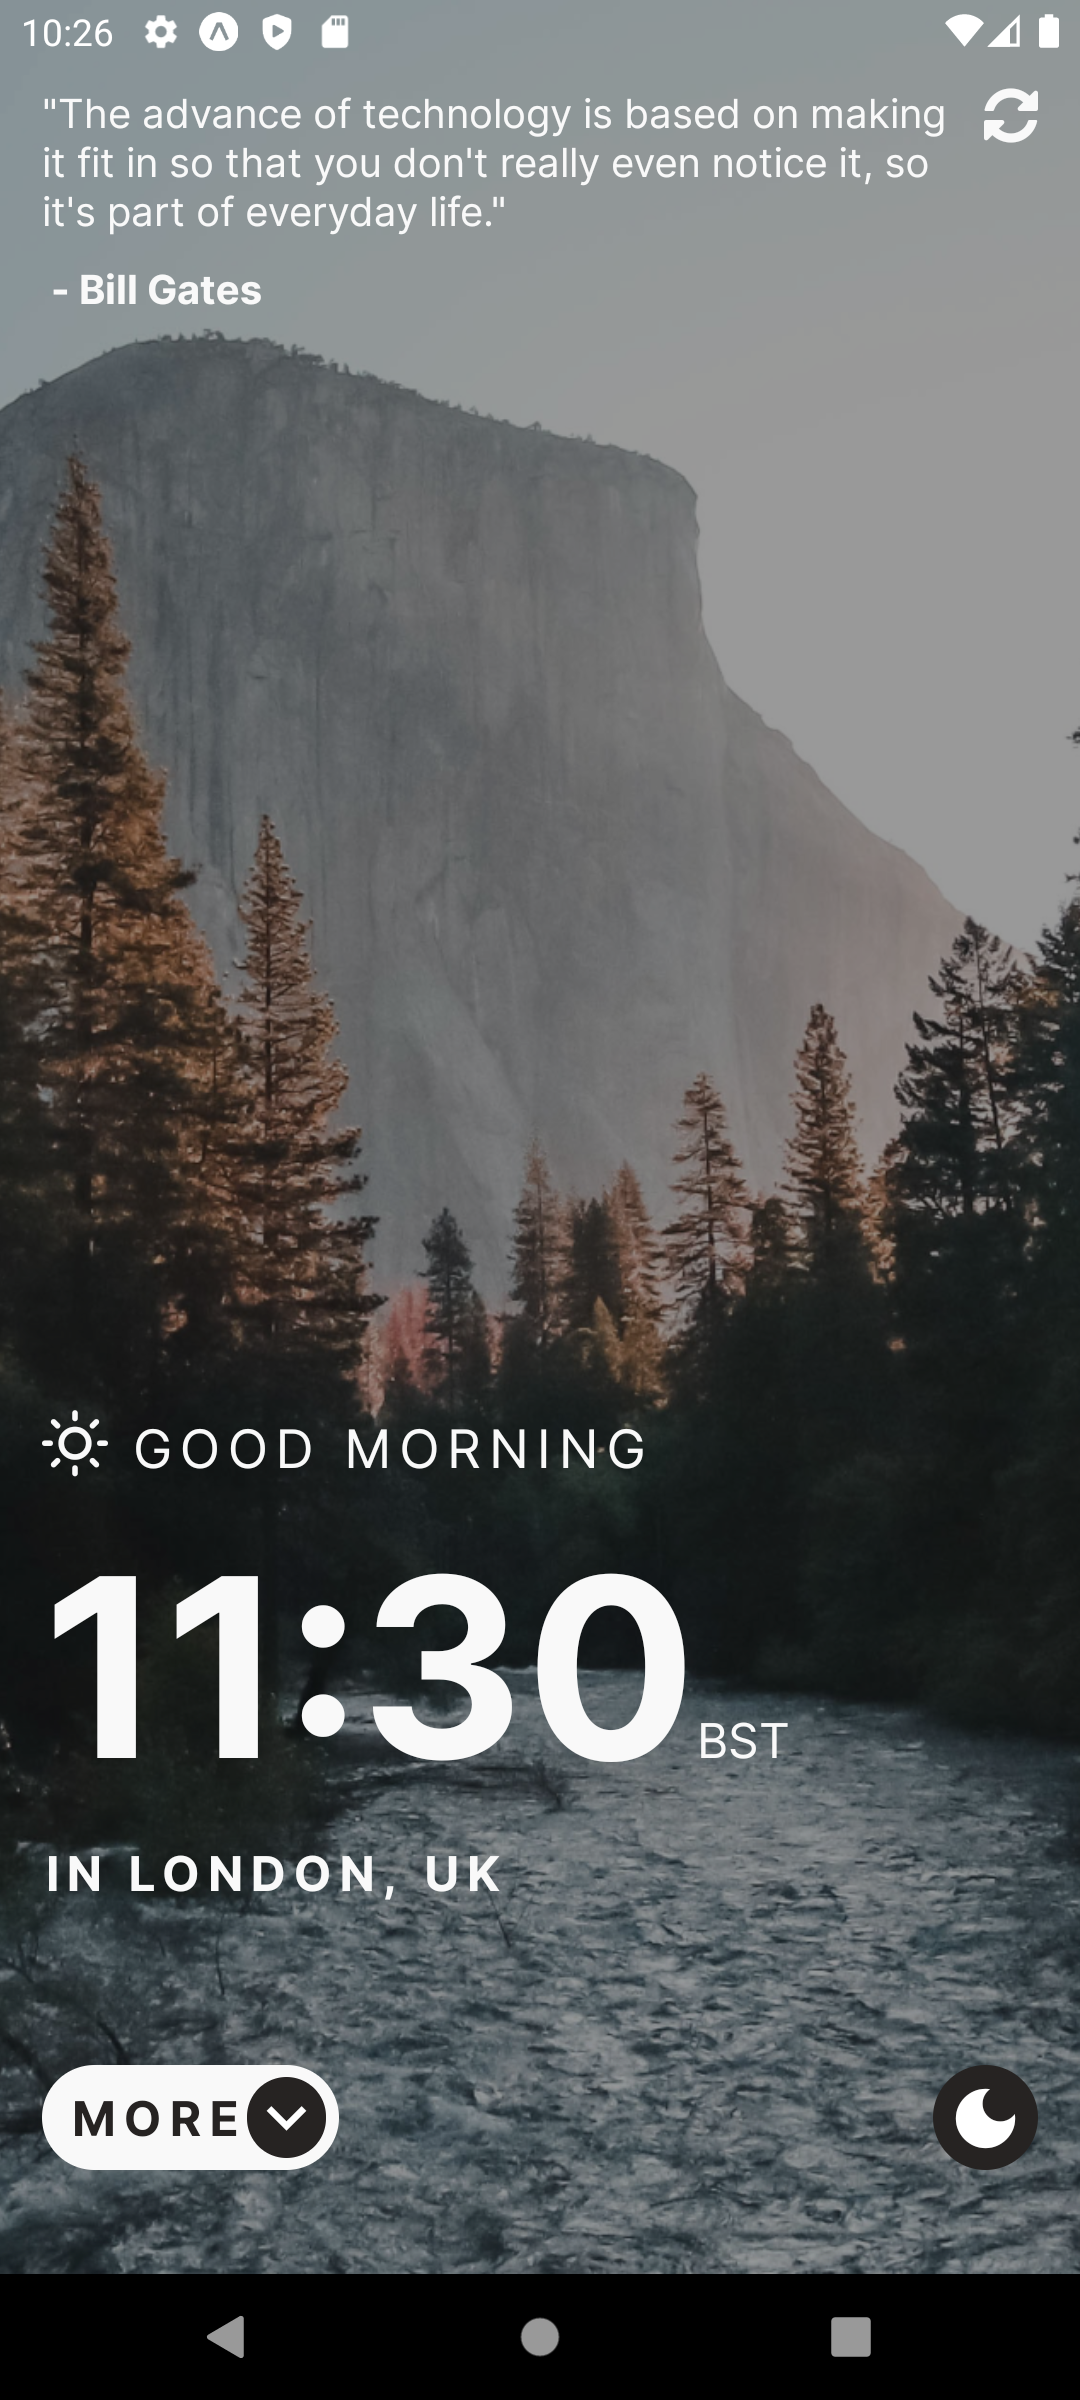 10:26
"The advance of technology is based on making
it fit in so that you don't really even notice it, so
it's part of everyday life."
- Bill Gates
GOOD MORNING
11:30 BST
IN LONDON, UK
MORE